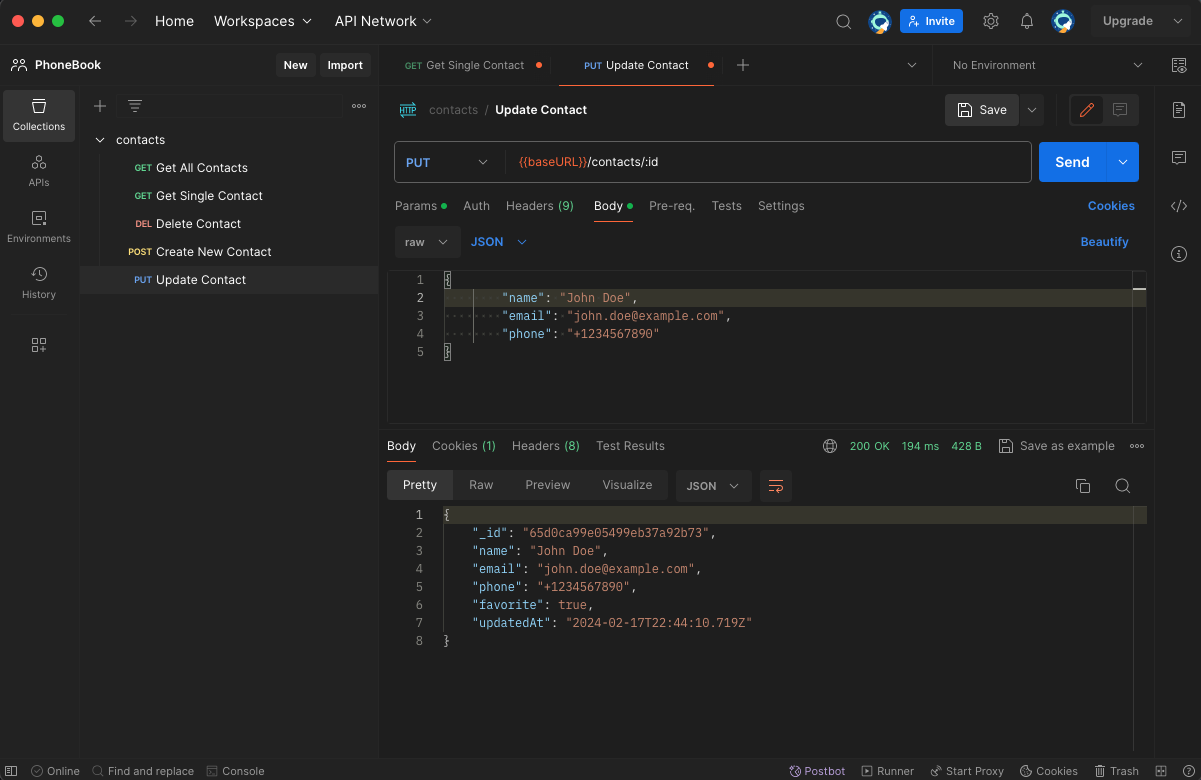 Home Workspaces API Network Invite Upgrade
PhoneBook New Import GET Get Single Contact PUT Update Contact No Environment
Collections
APIs
Environments
History
contacts
GET Get All Contacts
GET Get Single Contact
DEL Delete Contact
POST Create New Contact
PUT Update Contact
HTTP contacts / Update Contact Save
PUT {{baseURL}}/contacts/:id Send
Params Auth Headers (9) Body Pre-req. Tests Settings Cookies
raw JSON Beautify
1 {
2 "name": "John Doe",
3 "email": "john.doe@example.com",
4 "phone": "+1234567890"
5 }
Body Cookies (1) Headers (8) Test Results 200 OK 194 ms 428 B Save as example
Pretty Raw Preview Visualize JSON
1 {
2 "_id": "65d0ca99e05499eb37a92b73",
3 "name": "John Doe",
4 "email": "john.doe@example.com",
5 "phone": "+1234567890",
6 "favorite": true,
7 "updatedAt": "2024-02-17T22:44:10.719Z"
8 }
Online Find and replace Console Postbot Runner Start Proxy Cookies Trash